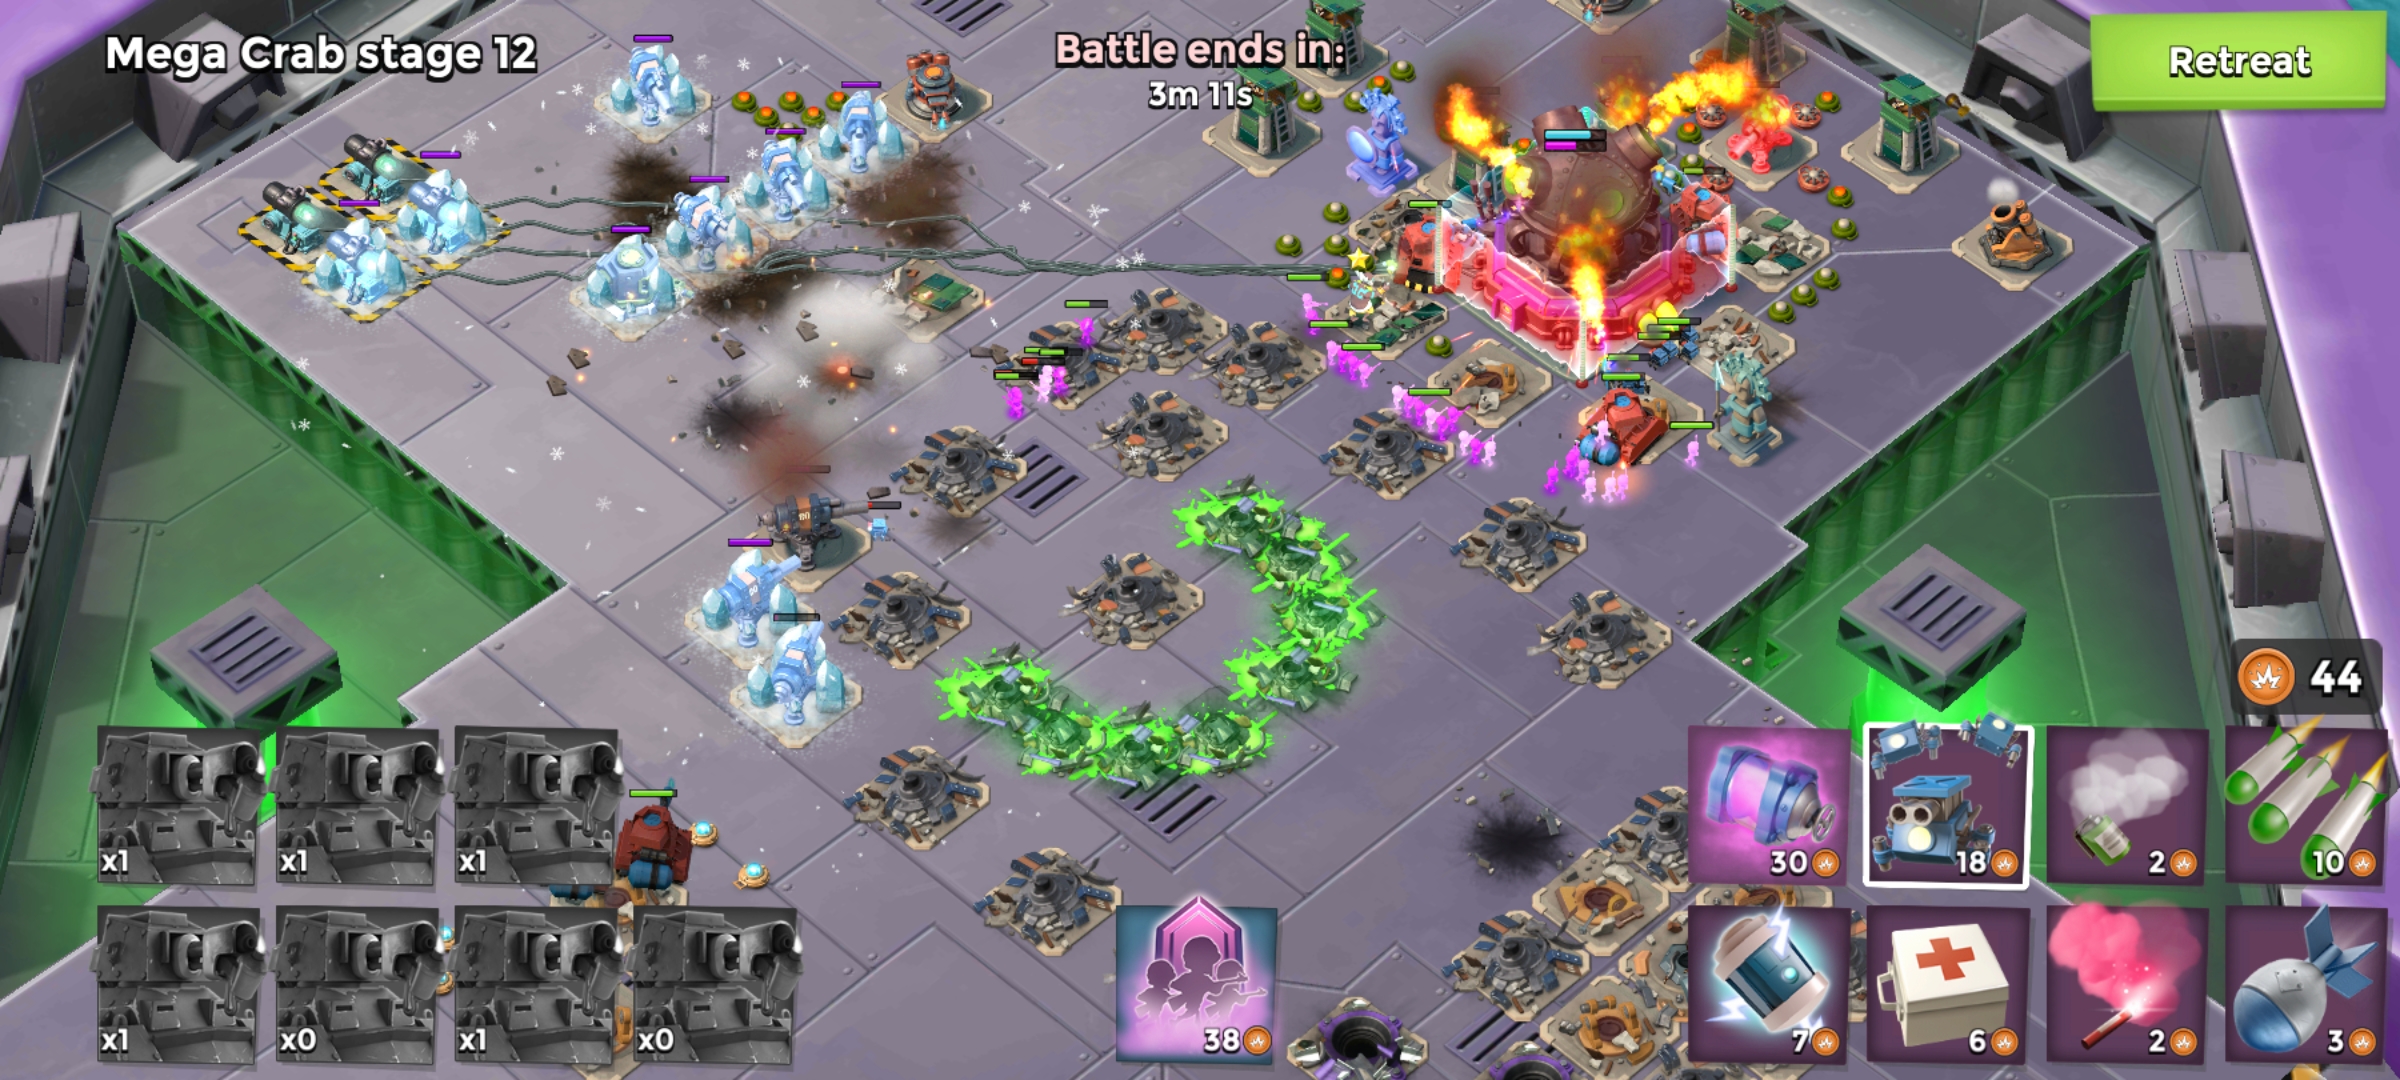 Mega Crab stage 12
Battle ends in:
3m 11s
Retreat
44
x1
x1
x1
30
18
2
10
x1
x0
x1
x0
38
7
6
2
3